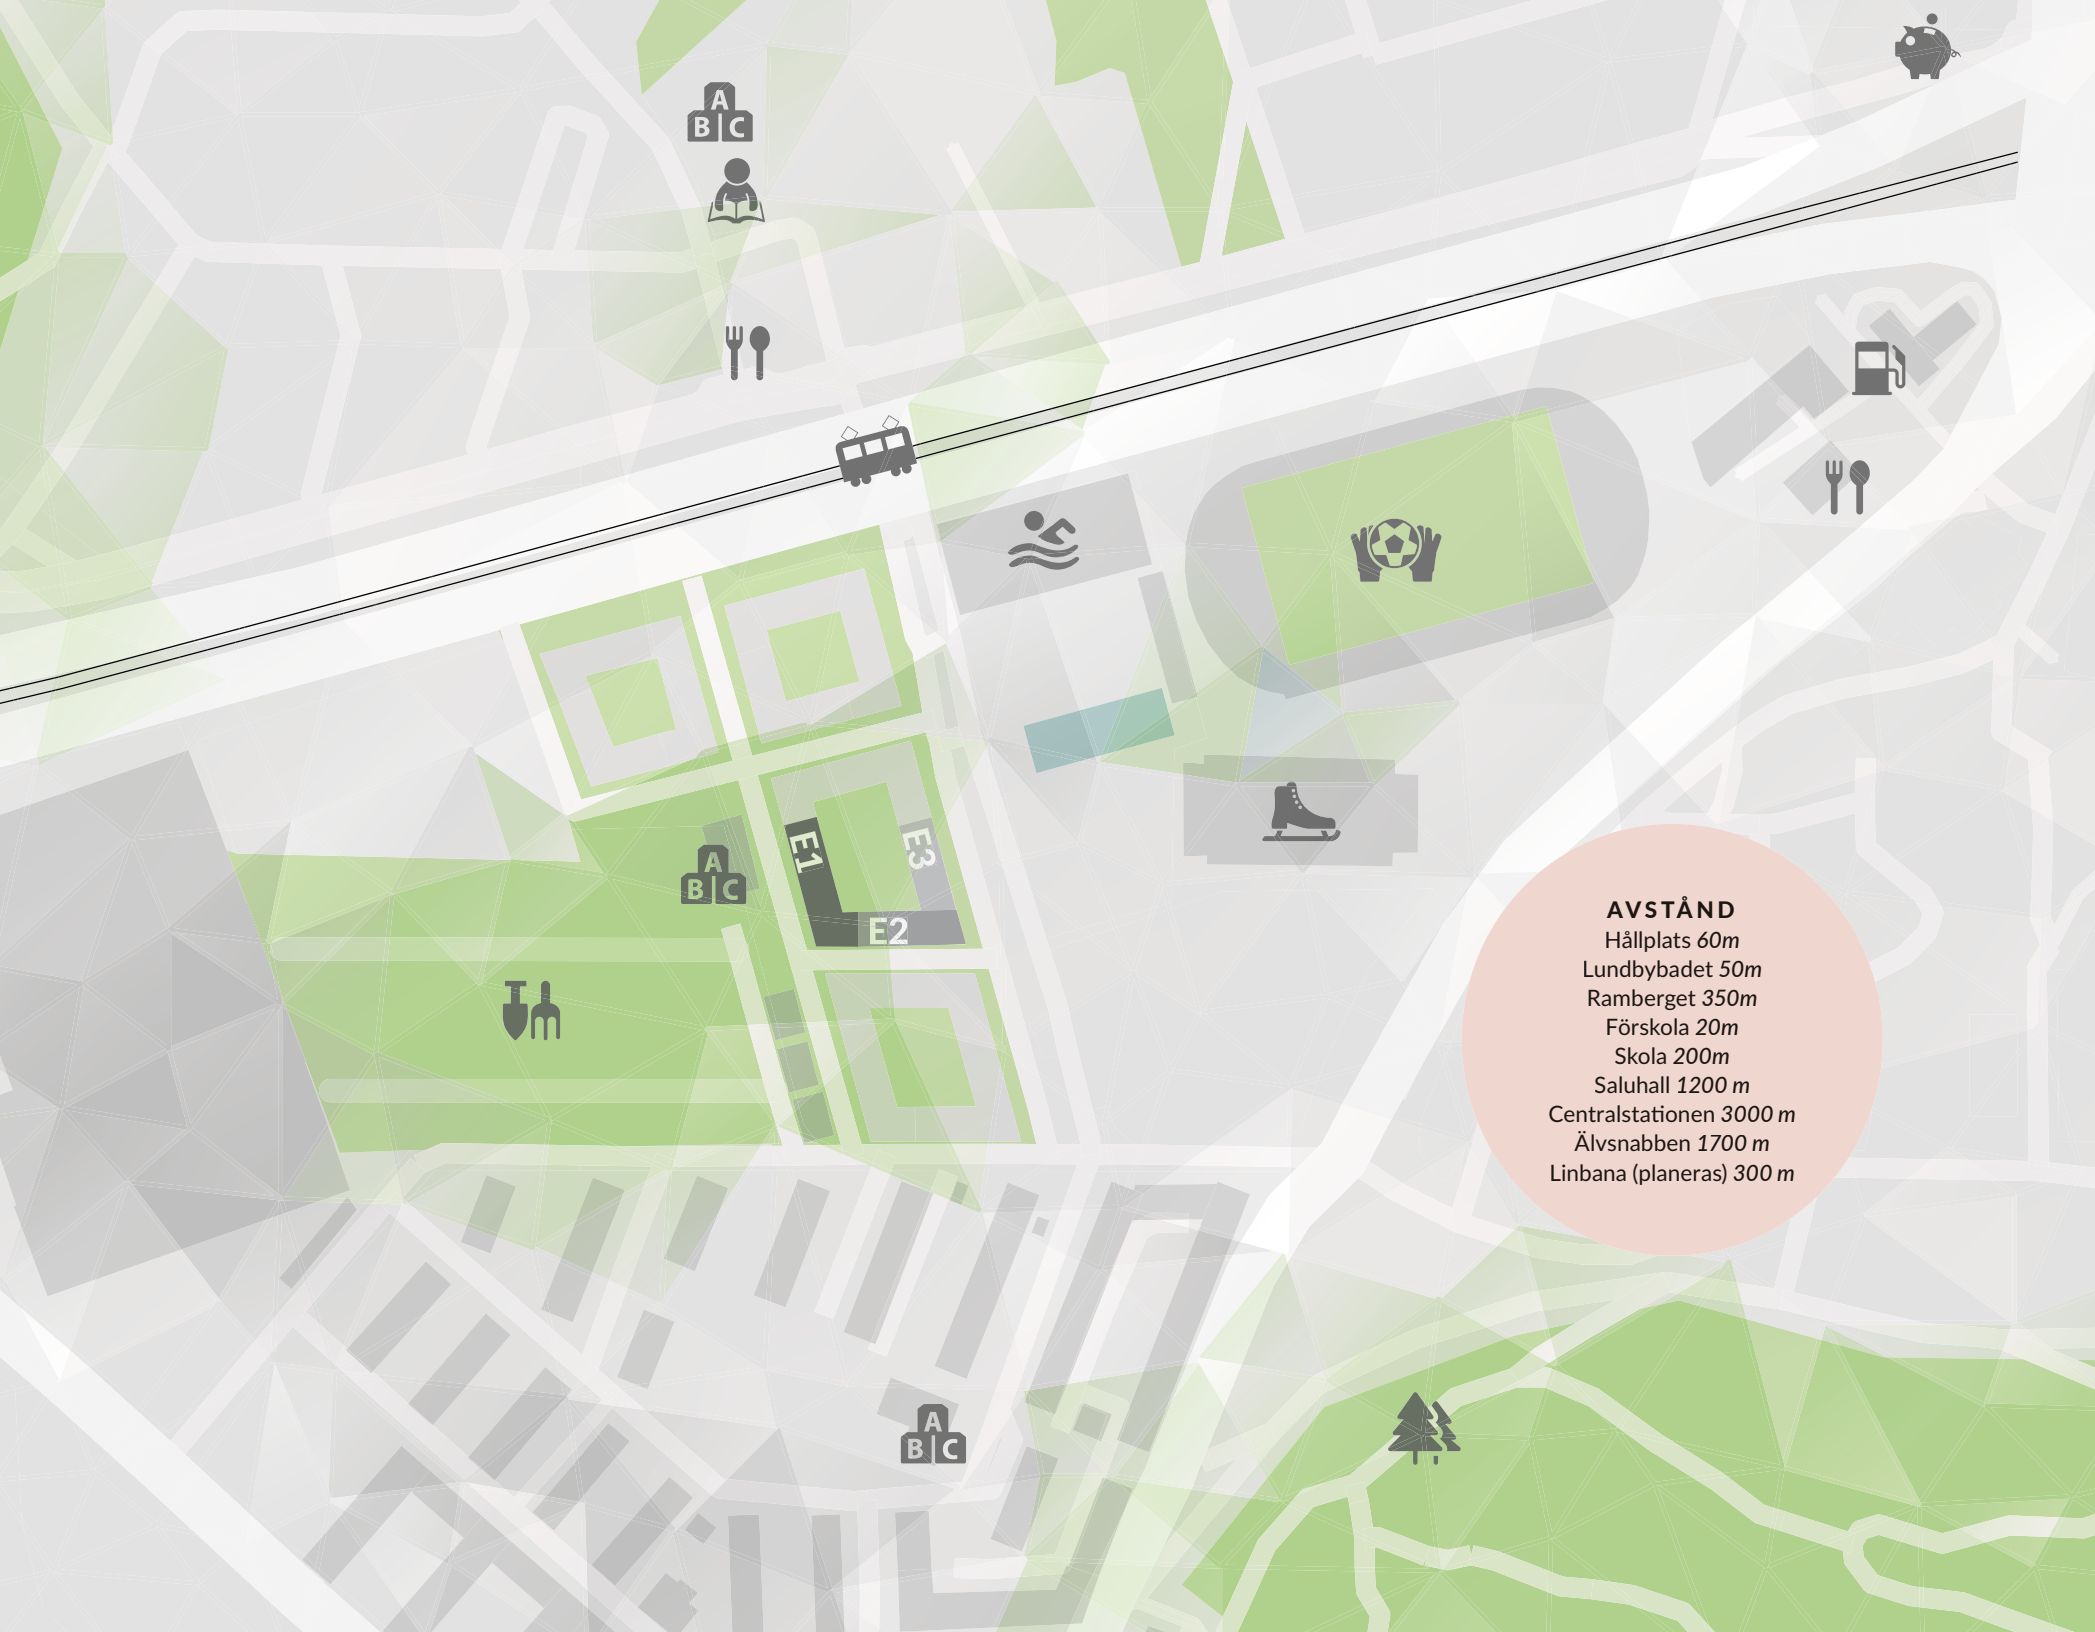 A
B C
A
B C
E1
E3
E2
AVSTÅND
Hållplats 60m
Lundbybadet 50m
Ramberget 350m
Förskola 20m
Skola 200m
Saluhall 1200 m
Centralstationen 3000 m
Älvsnabben 1700 m
Linbana (planeras) 300 m
A
B C